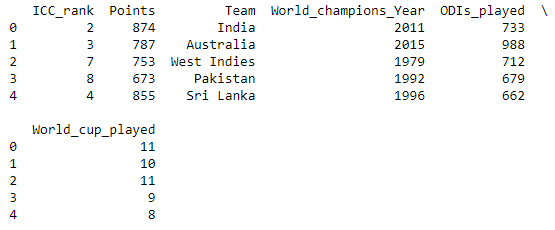 ICC_rank Points Team World_champions_Year ODIs_played \
0 2 874 India 2011 733
1 3 787 Australia 2015 988
2 7 753 West Indies 1979 712
3 8 673 Pakistan 1992 679
4 4 855 Sri Lanka 1996 662
World_cup_played
0 11
1 10
2 11
3 9
4 8